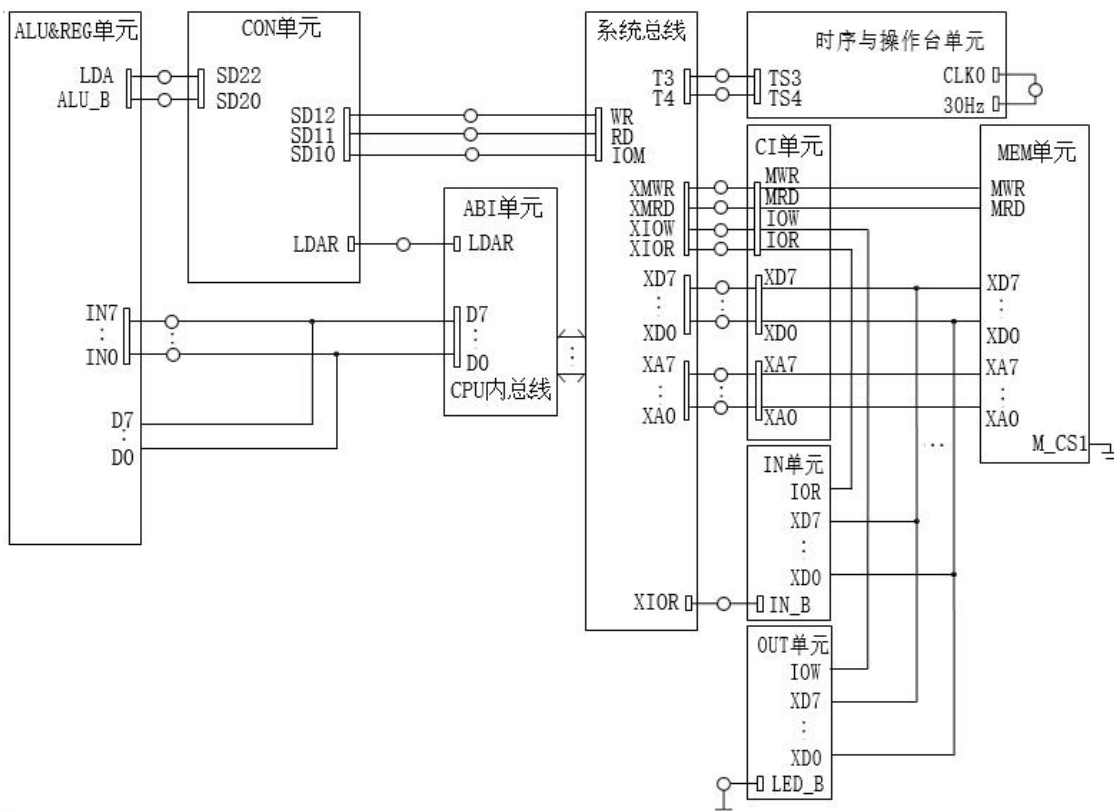 ALU&REG单元
LDA
ALU_B
IN7
⋮
IN0
D7
⋮
D0
CON单元
SD22
SD20
SD12
SD11
SD10
LDAR
ABI单元
LDAR
D7
⋮
D0
CPU内总线
⋮
系统总线
T3
T4
WR
RD
IOM
XMWR
XMRD
XIOW
XIOR
XD7
⋮
XD0
XA7
⋮
XA0
XIOR
时序与操作台单元
TS3
TS4
CLK0
30Hz
CI单元
MWR
MRD
IOW
IOR
XD7
XD0
XA7
⋮
XA0
MEM单元
MWR
MRD
XD7
⋮
XD0
XA7
⋮
XA0
M_CS1
...
IN单元
IOR
XD7
⋮
XD0
IN_B
OUT单元
IOW
XD7
⋮
XD0
LED_B